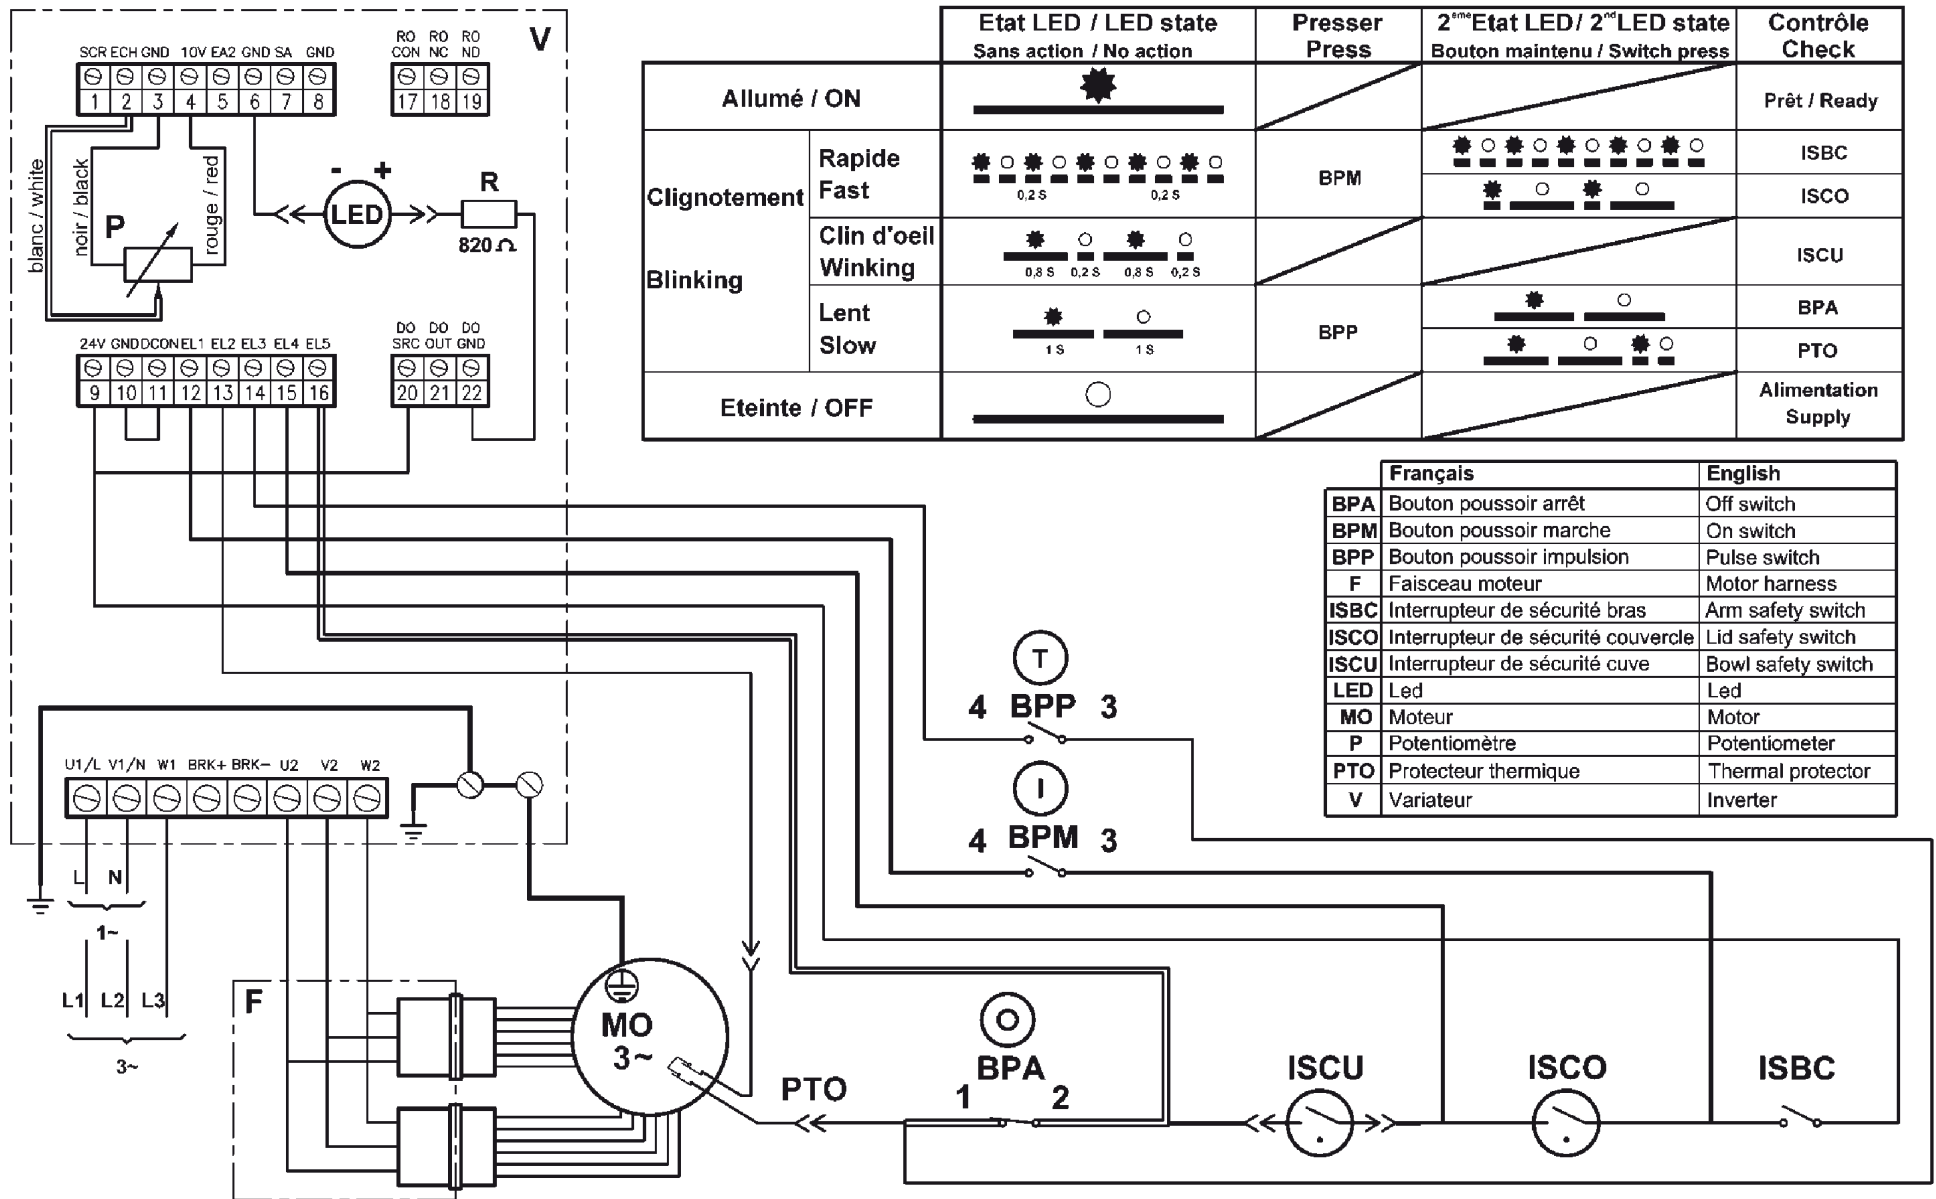 V
SCR ECH GND 10V EA2 GND SA GND
1 2 3 4 5 6 7 8
RO RO RO
CON NC ND
17 18 19
blanc / white
noir / black
rouge / red
P
- +
LED
R
820 Ω
24V GND DCON EL1 EL2 EL3 EL4 EL5
9 10 11 12 13 14 15 16
DO DO DO
SRC OUT GND
20 21 22
U1/L V1/N W1 BRK+ BRK- U2 V2 W2
L N
1~
L1 L2 L3
3~
F
MO
3~
PTO
T
4 BPP 3
I
4 BPM 3
BPA
1 2
ISCU
ISCO
ISBC
Etat LED / LED state
Sans action / No action
Presser
Press
2ème Etat LED / 2nd LED state
Bouton maintenu / Switch press
Contrôle
Check
Allumé / ON
Prêt / Ready
Clignotement
Blinking
Rapide
Fast
0,2 S 0,2 S
BPM
ISBC
ISCO
Clin d'oeil
Winking
0,8 S 0,2 S 0,8 S 0,2 S
ISCU
Lent
Slow
1 S 1 S
BPP
BPA
PTO
Eteinte / OFF
Alimentation
Supply
Français English
BPA Bouton poussoir arrêt Off switch
BPM Bouton poussoir marche On switch
BPP Bouton poussoir impulsion Pulse switch
F Faisceau moteur Motor harness
ISBC Interrupteur de sécurité bras Arm safety switch
ISCO Interrupteur de sécurité couvercle Lid safety switch
ISCU Interrupteur de sécurité cuve Bowl safety switch
LED Led Led
MO Moteur Motor
P Potentiomètre Potentiometer
PTO Protecteur thermique Thermal protector
V Variateur Inverter